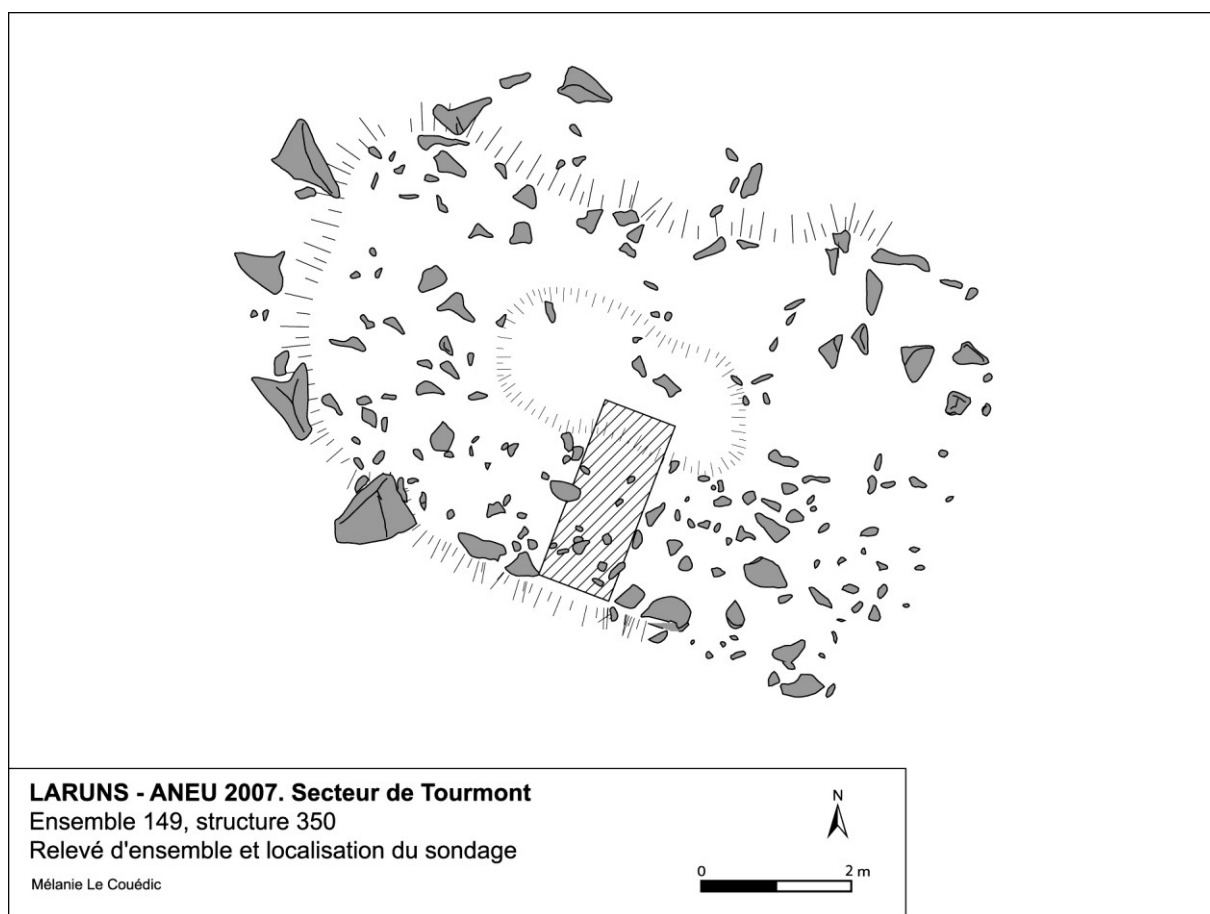 LARUNS - ANEU 2007. Secteur de Tourmont
Ensemble 149, structure 350
Relevé d'ensemble et localisation du sondage
Mélanie Le Couédic
N
0 2 m